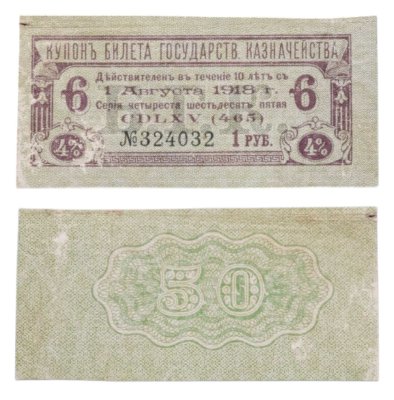 КУПОНЪ БИЛЕТА ГОСУДАРСТВ. КАЗНАЧЕЙСТВА
6 Дѣйствителенъ въ теченіе 10 лѣтъ съ 6
1 Августа 1918 г.
Серія четыреста шестьдесятъ пятая
CDLXV (465)
4% №324032 1 РУБ. 4%
50